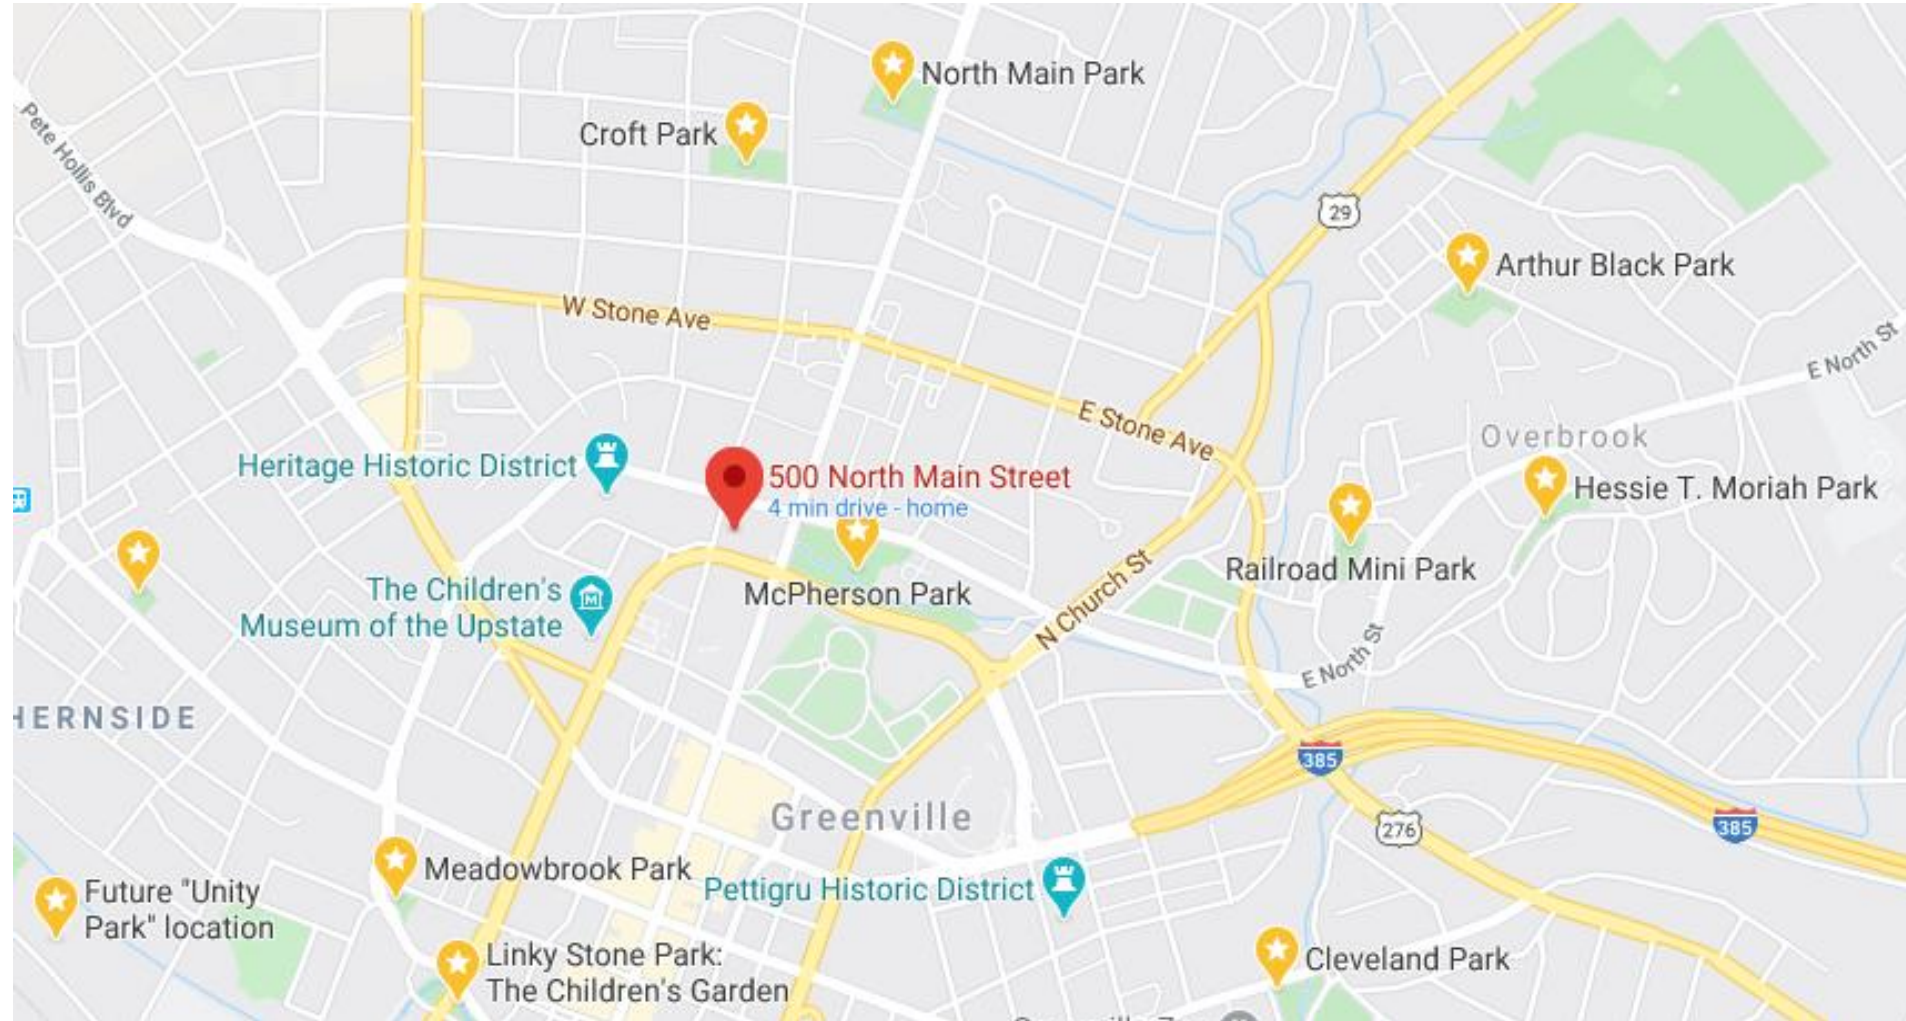 North Main Park
Croft Park
Pete Hollis Blvd
29
Arthur Black Park
W Stone Ave
E North St
E Stone Ave
Overbrook
Heritage Historic District
500 North Main Street
4 min drive - home
Hessie T. Moriah Park
The Children's
Museum of the Upstate
McPherson Park
N Church St
Railroad Mini Park
E North St
HERNSIDE
385
Greenville
276
385
Meadowbrook Park
Pettigru Historic District
Future "Unity
Park" location
Linky Stone Park:
The Children's Garden
Cleveland Park